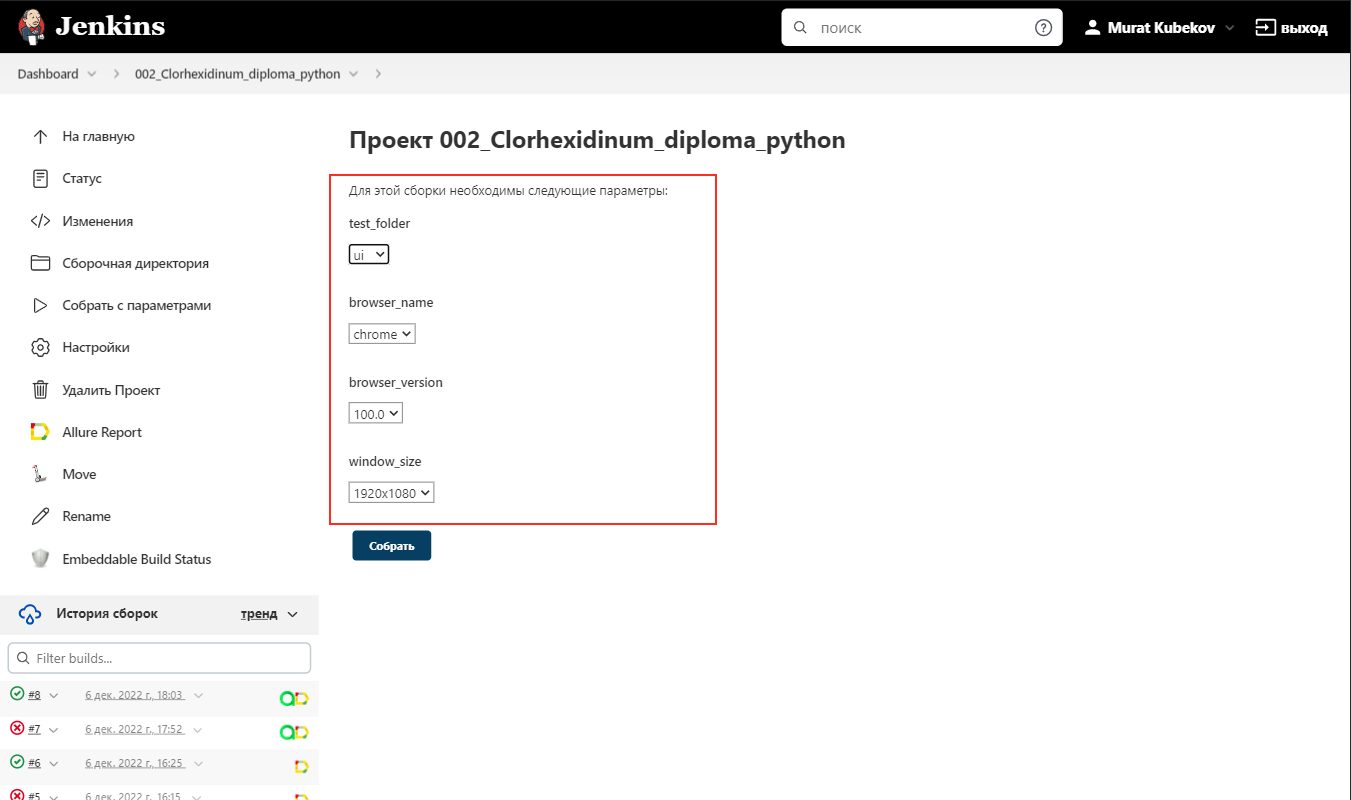 Jenkins
поиск
Murat Kubekov
выход
Dashboard
002_Clorhexidinum_diploma_python
На главную
Статус
Изменения
Сборочная директория
Собрать с параметрами
Настройки
Удалить Проект
Allure Report
Move
Rename
Embeddable Build Status
История сборок
тренд
Filter builds...
#8 6 дек. 2022 г., 18:03
#7 6 дек. 2022 г., 17:52
#6 6 дек. 2022 г., 16:25
#5 6 дек. 2022 г., 16:15
Проект 002_Clorhexidinum_diploma_python
Для этой сборки необходимы следующие параметры:
test_folder
ui
browser_name
chrome
browser_version
100.0
window_size
1920x1080
Собрать